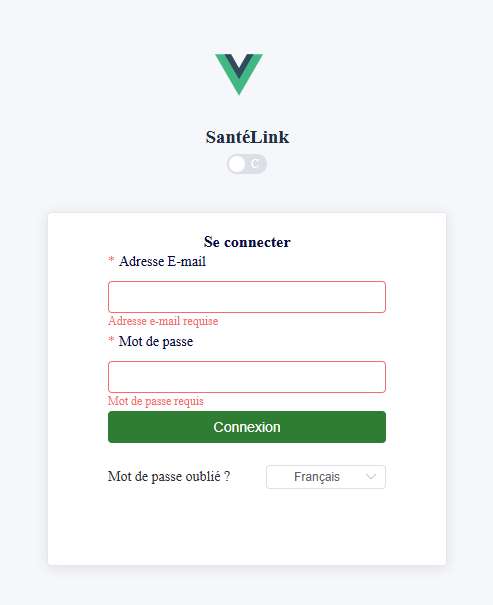 SantéLink
C
Se connecter
* Adresse E-mail
Adresse e-mail requise
* Mot de passe
Mot de passe requis
Connexion
Mot de passe oublié ? Français